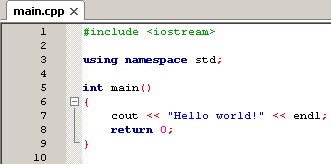 main.cpp
1 #include <iostream>
2
3 using namespace std;
4
5 int main()
6 {
7 cout << "Hello world!" << endl;
8 return 0;
9 }
10